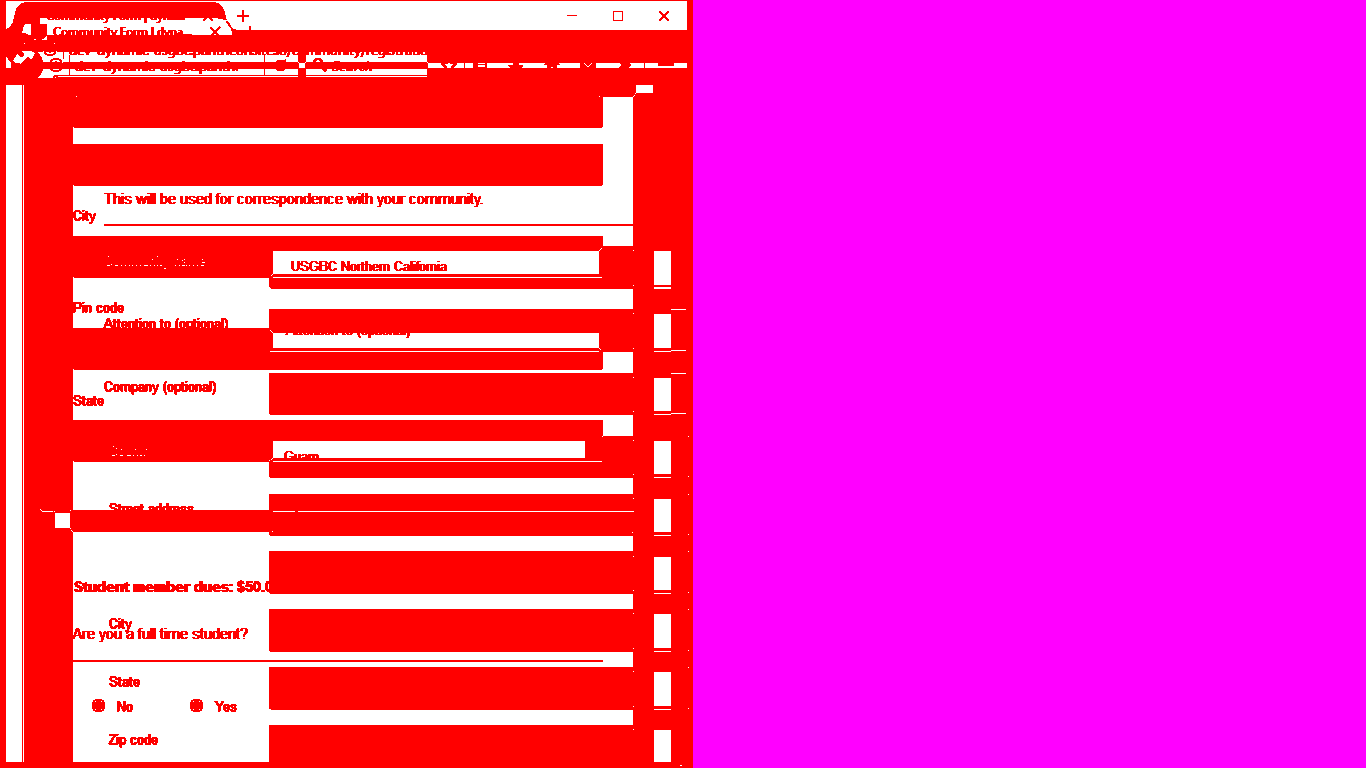 Community Form | dyna...
Search
This will be used for correspondence with your community.
City
USGBC Northern California
Pin code
Attention to (optional)
Attention to (optional)
Company (optional)
State
Guam
Street address
Student member dues: $50.0
City
Are you a full time student?
State
No Yes
Zip code